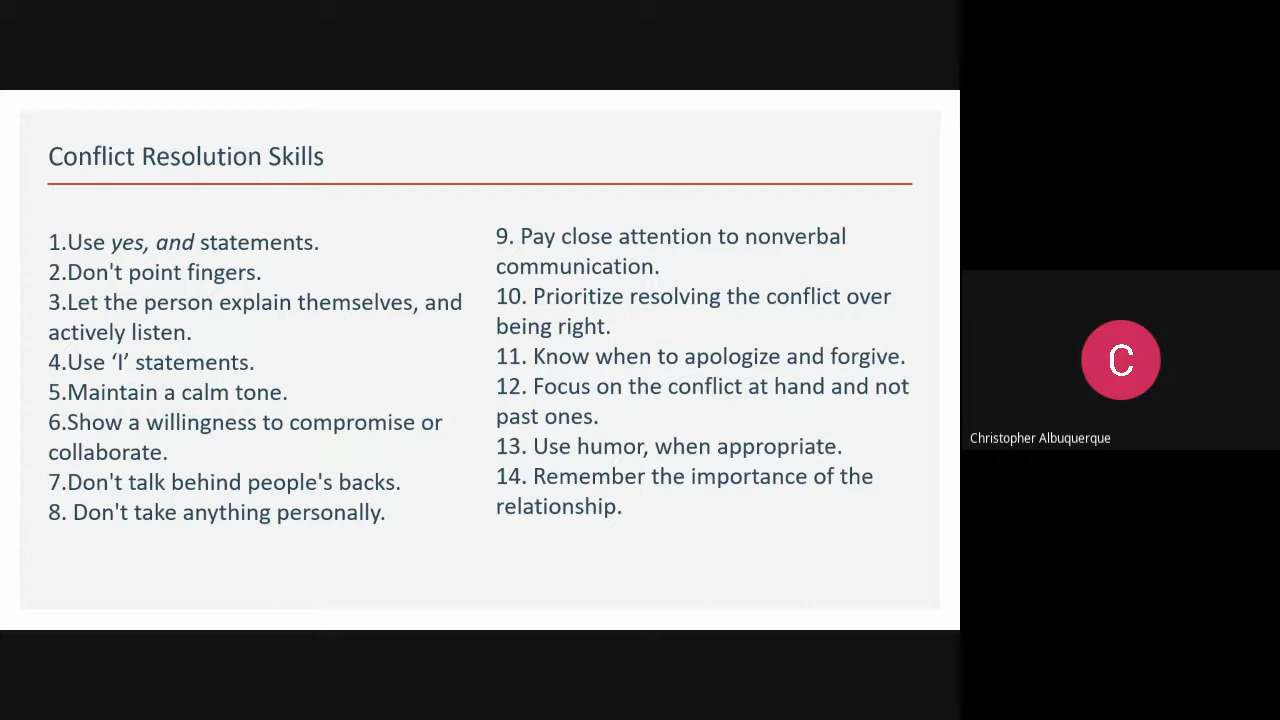 Conflict Resolution Skills
1.Use yes, and statements.
2.Don't point fingers.
3.Let the person explain themselves, and
actively listen.
4.Use ‘I’ statements.
5.Maintain a calm tone.
6.Show a willingness to compromise or
collaborate.
7.Don't talk behind people's backs.
8. Don't take anything personally.
9. Pay close attention to nonverbal
communication.
10. Prioritize resolving the conflict over
being right.
11. Know when to apologize and forgive.
12. Focus on the conflict at hand and not
past ones.
13. Use humor, when appropriate.
14. Remember the importance of the
relationship.
C
Christopher Albuquerque